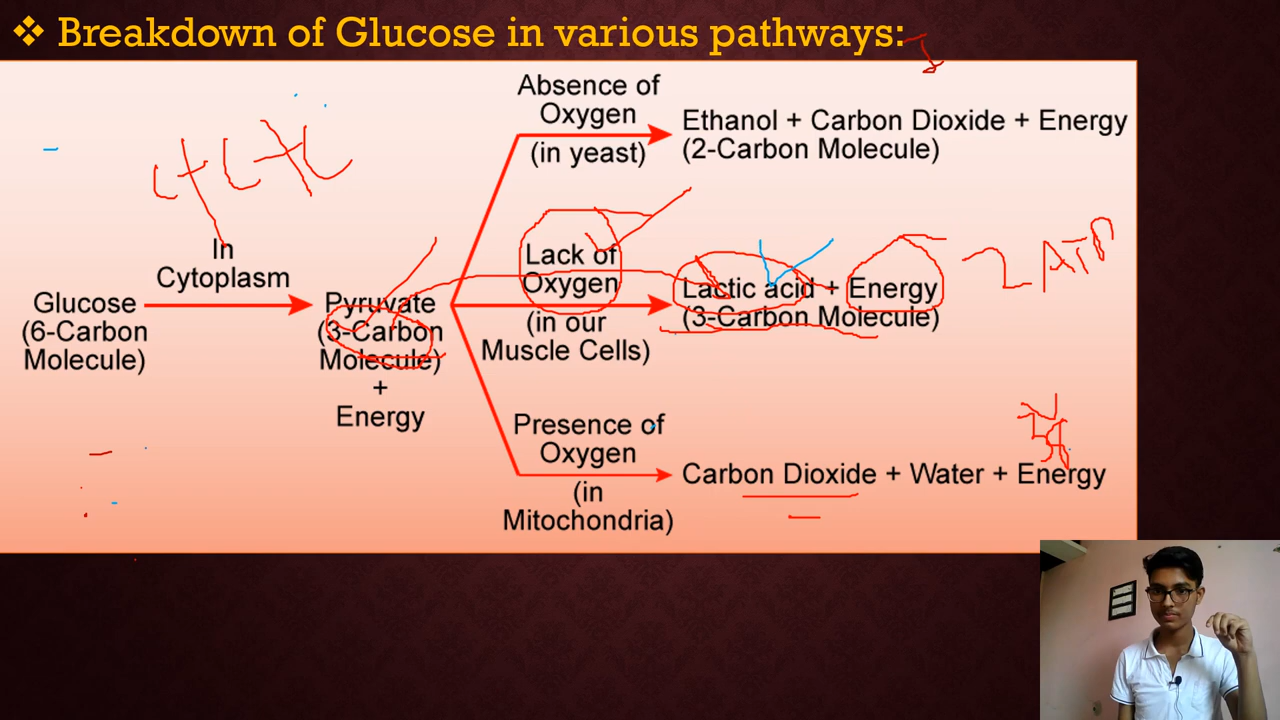 ❖ Breakdown of Glucose in various pathways:
Absence of
Oxygen
(in yeast)
Ethanol + Carbon Dioxide + Energy
(2-Carbon Molecule)
C+C+C
In
Cytoplasm
Glucose
(6-Carbon
Molecule)
Pyruvate
(3-Carbon
Molecule)
+
Energy
Lack of
Oxygen
(in our
Muscle Cells)
Lactic acid + Energy
(3-Carbon Molecule)
2 ATP
Presence of
Oxygen
(in
Mitochondria)
Carbon Dioxide + Water + Energy